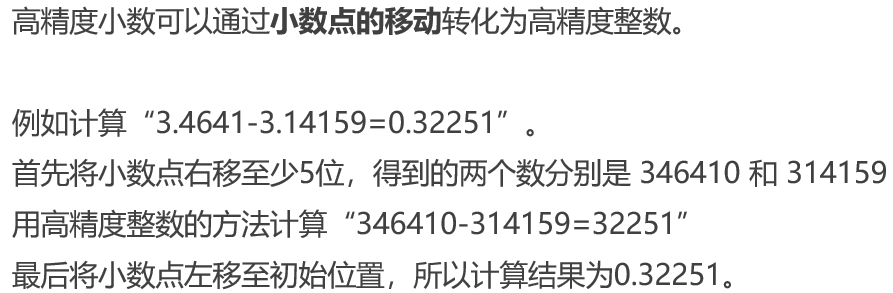 高精度小数可以通过小数点的移动转化为高精度整数。
例如计算“3.4641-3.14159=0.32251”。
首先将小数点右移至少5位，得到的两个数分别是 346410 和 314159
用高精度整数的方法计算“346410-314159=32251”
最后将小数点左移至初始位置，所以计算结果为0.32251。